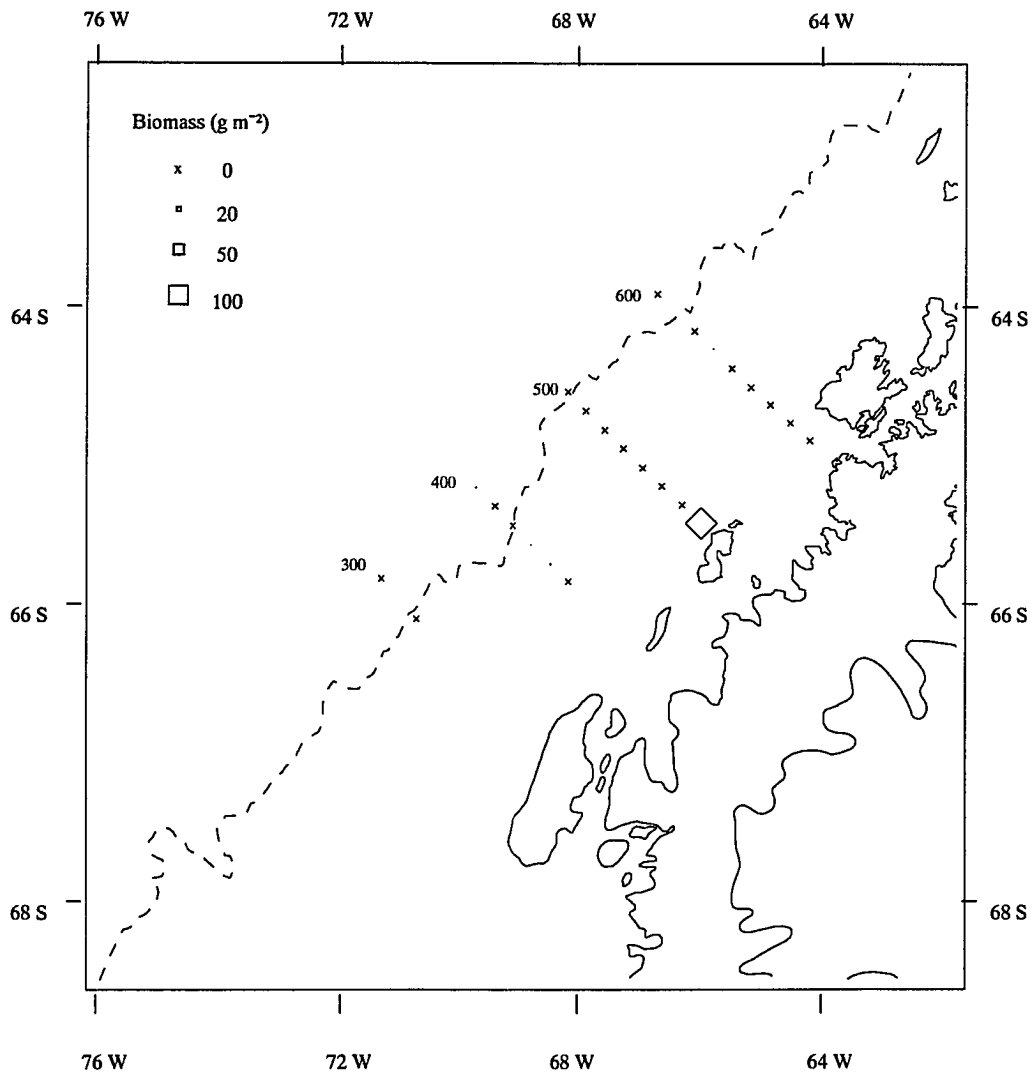 76 W 72 W 68 W 64 W
Biomass (g m⁻²)
x 0
20
50
100
64 S 64 S
600 x
500 x
400
300
66 S 66 S
68 S 68 S
76 W 72 W 68 W 64 W